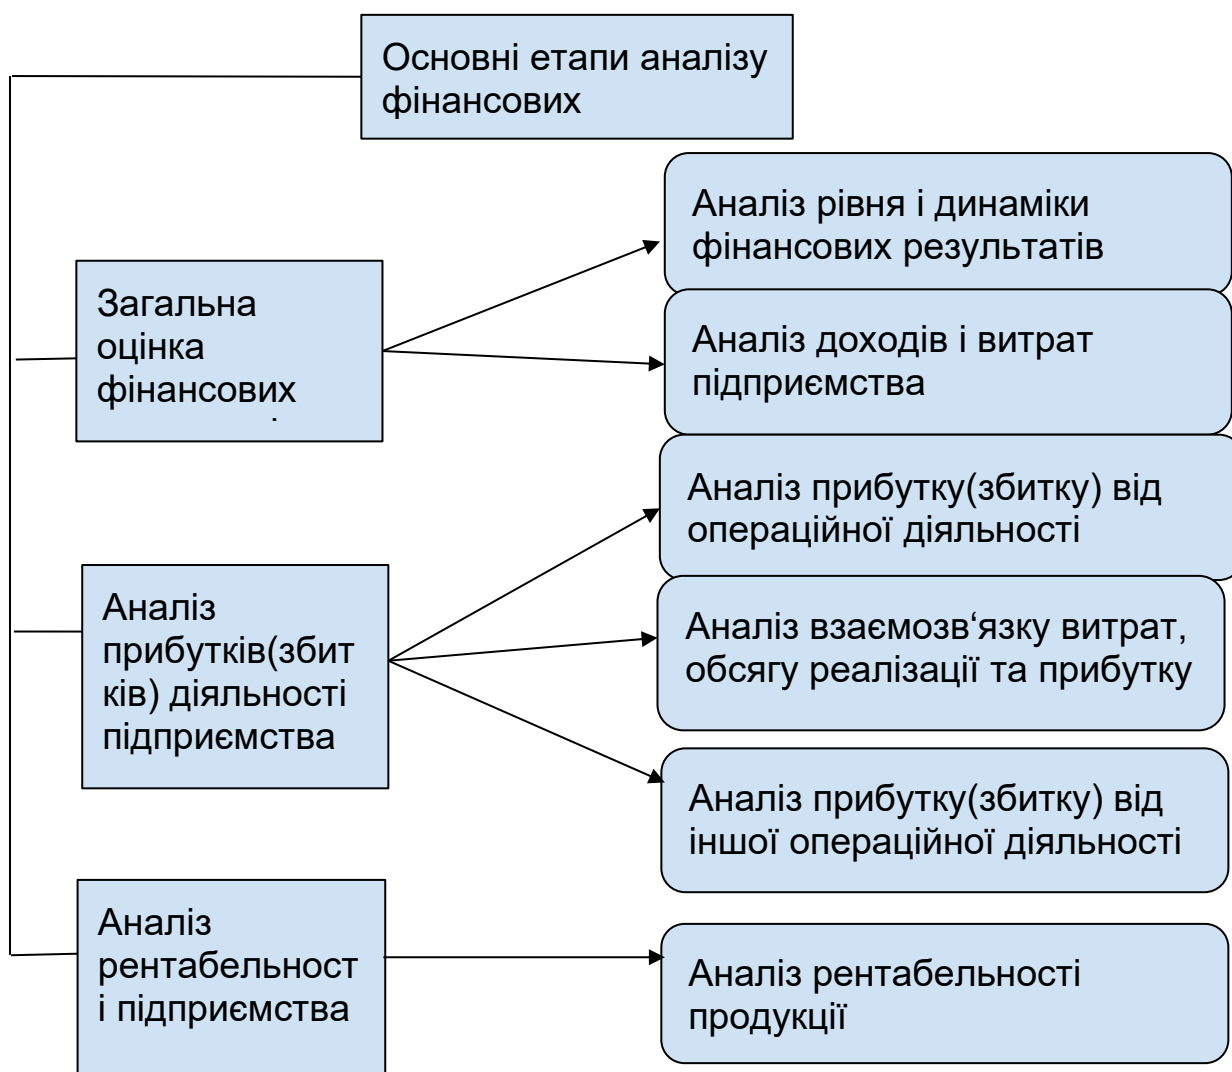 Основні етапи аналізу
фінансових
Аналіз рівня і динаміки
фінансових результатів
Загальна
оцінка
фінансових
Аналіз доходів і витрат
підприємства
Аналіз прибутку(збитку) від
операційної діяльності
Аналіз
прибутків(збит
ків) діяльності
підприємства
Аналіз взаємозв‘язку витрат,
обсягу реалізації та прибутку
Аналіз прибутку(збитку) від
іншої операційної діяльності
Аналіз
рентабельност
і підприємства
Аналіз рентабельності
продукції